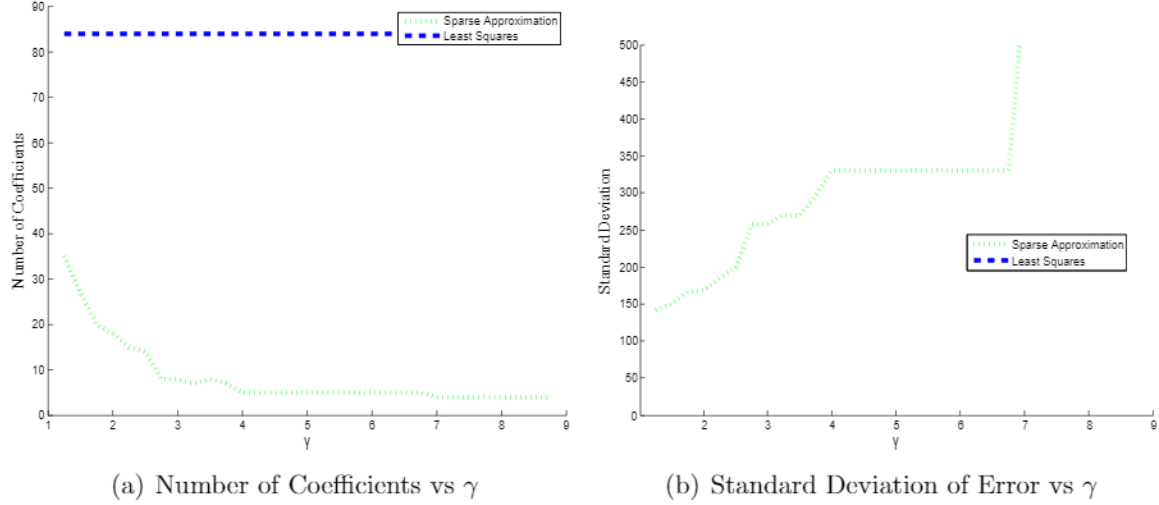 90
80
70
60
50
40
30
20
10
0
Number of Coefficients
1 2 3 4 5 6 7 8 9
γ
Sparse Approximation
Least Squares
(a) Number of Coefficients vs γ
500
450
400
350
300
250
200
150
100
50
0
Standard Deviation
2 3 4 5 6 7 8 9
γ
Sparse Approximation
Least Squares
(b) Standard Deviation of Error vs γ